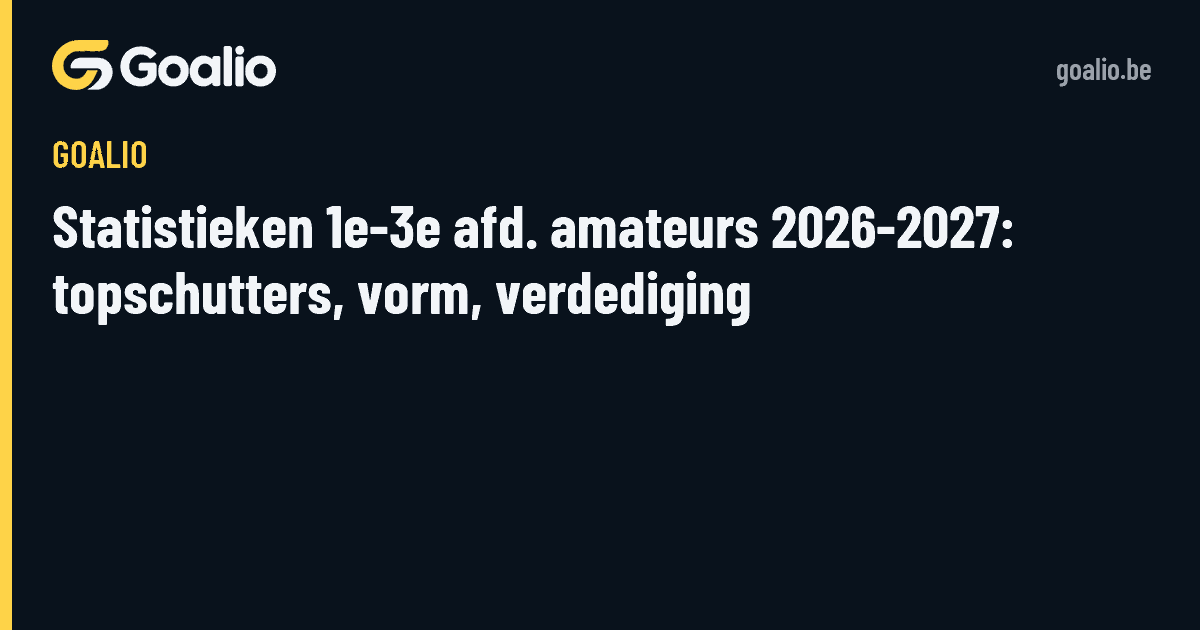 Goalio
goalio.be
GOALIO
Statistieken 1e-3e afd. amateurs 2026-2027:
topschutters, vorm, verdediging